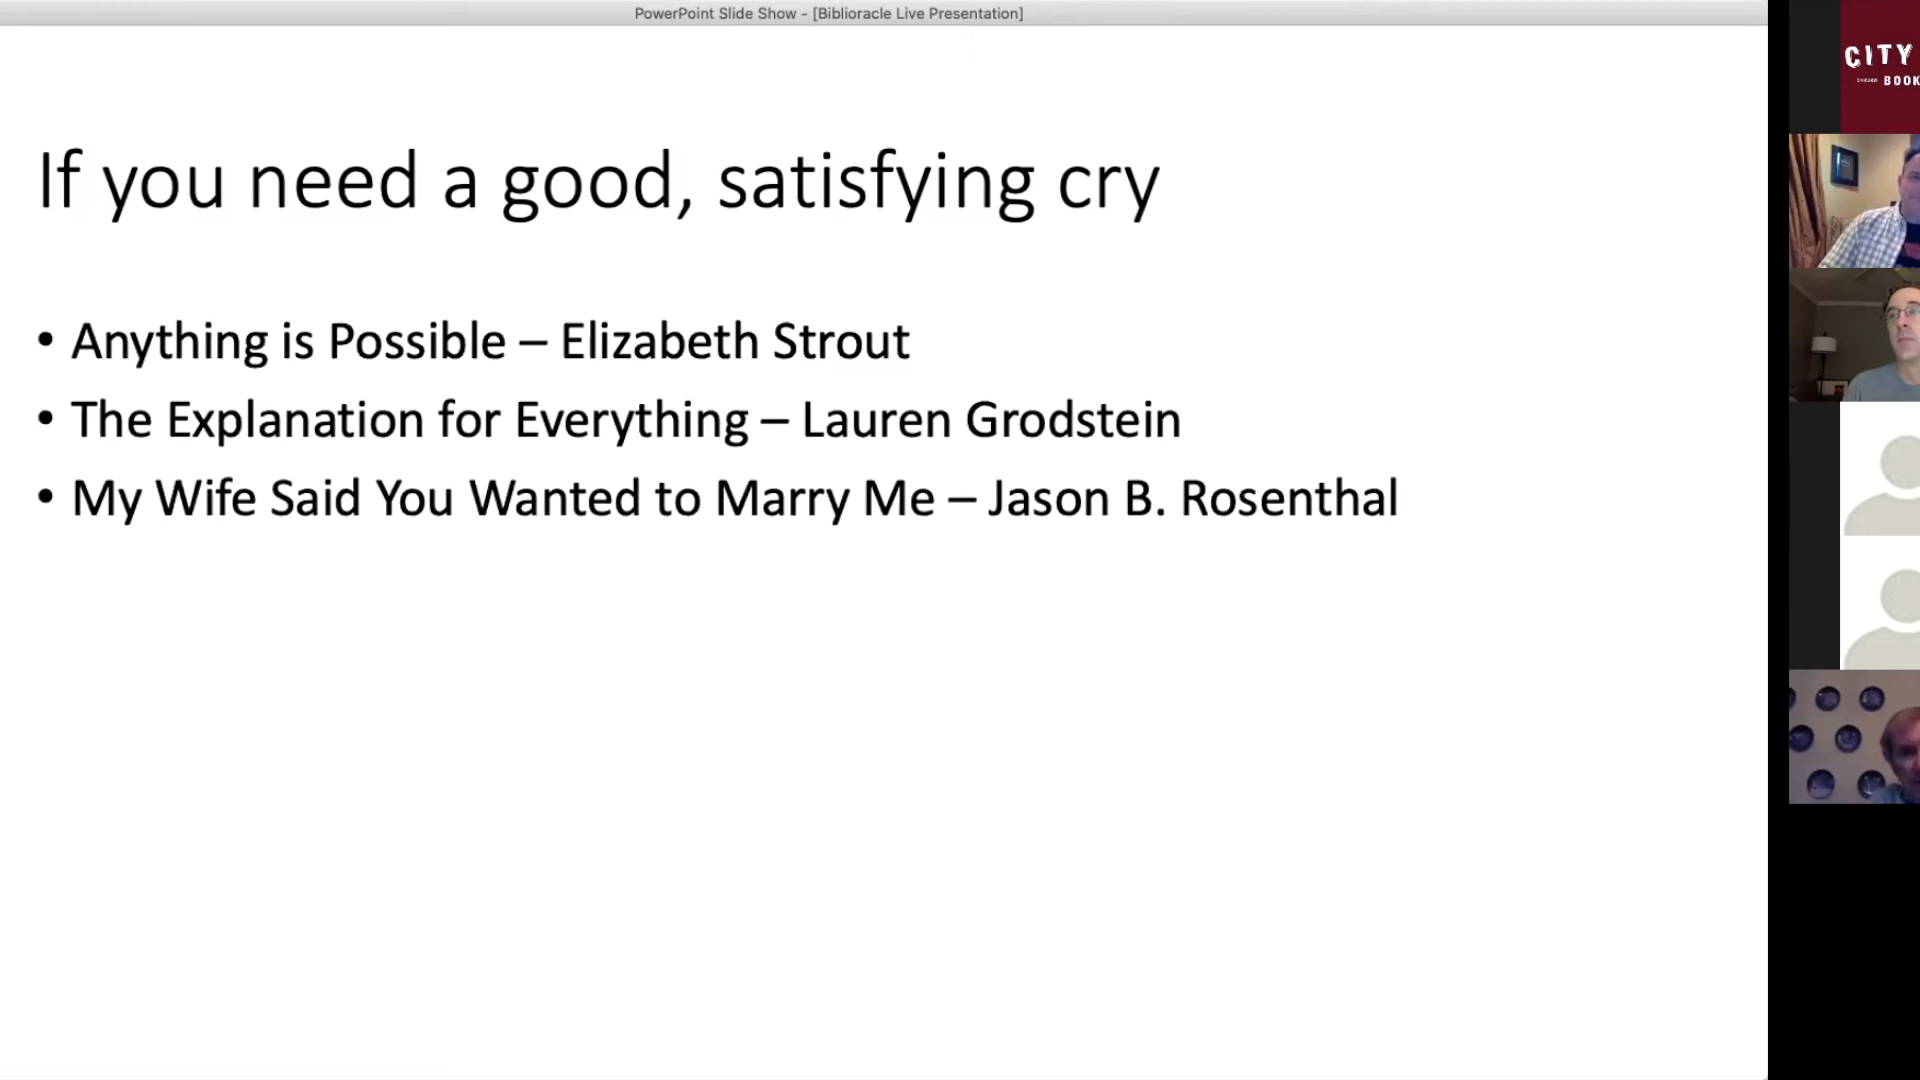 PowerPoint Slide Show - [Biblioracle Live Presentation]
If you need a good, satisfying cry
• Anything is Possible – Elizabeth Strout
• The Explanation for Everything – Lauren Grodstein
• My Wife Said You Wanted to Marry Me – Jason B. Rosenthal
CITY
BOOK